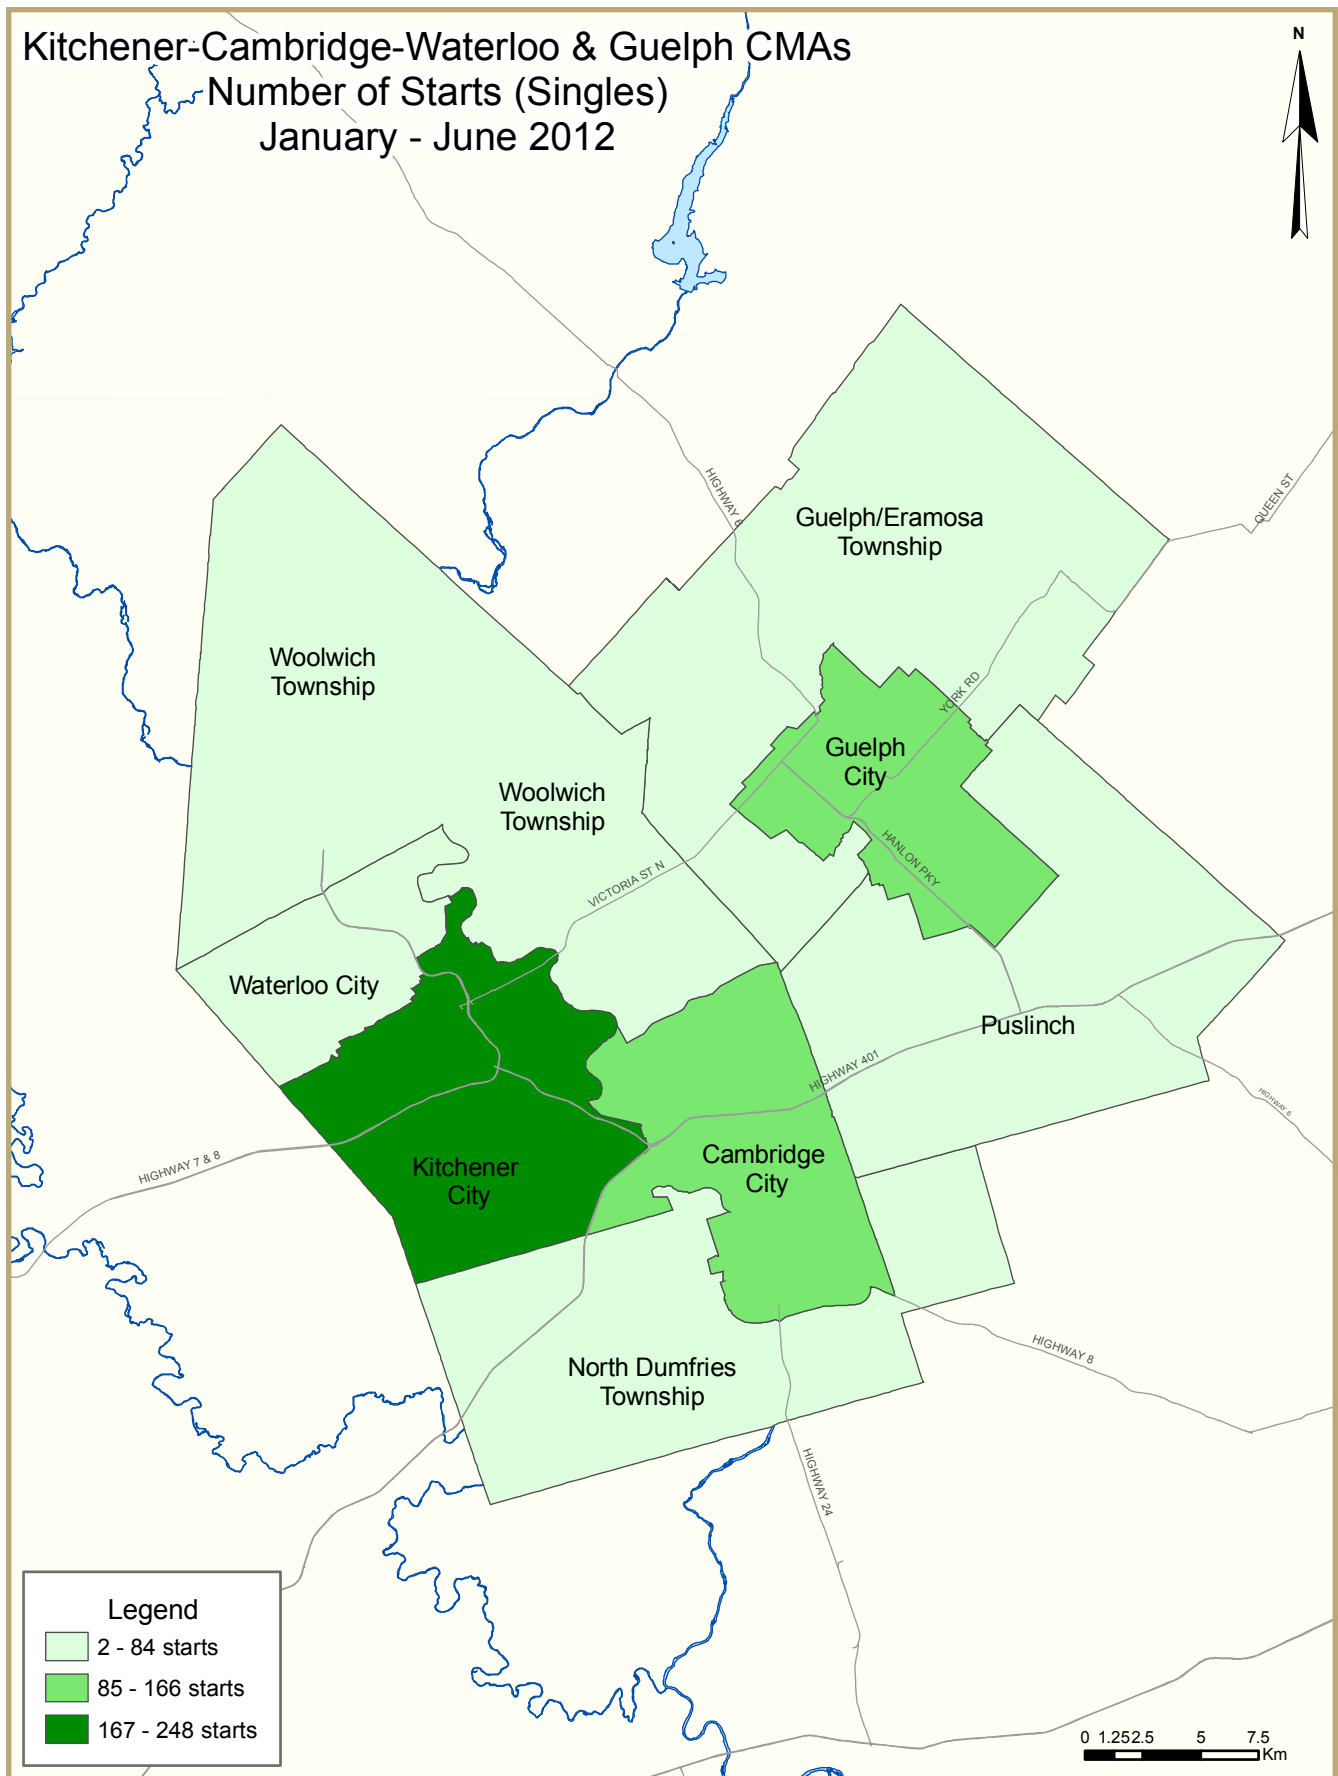 Kitchener-Cambridge-Waterloo & Guelph CMAs
Number of Starts (Singles)
January - June 2012
N
HIGHWAY 6
QUEEN ST
Guelph/Eramosa
Township
Woolwich
Township
YORK RD
Guelph
City
Woolwich
Township
HANLON PKY
VICTORIA ST N
Waterloo City
Puslinch
HIGHWAY 401
HIGHWAY 6
Cambridge
City
Kitchener
City
HIGHWAY 7 & 8
HIGHWAY 8
North Dumfries
Township
HIGHWAY 24
Legend
2 - 84 starts
85 - 166 starts
167 - 248 starts
0 1.25 2.5 5 7.5
Km